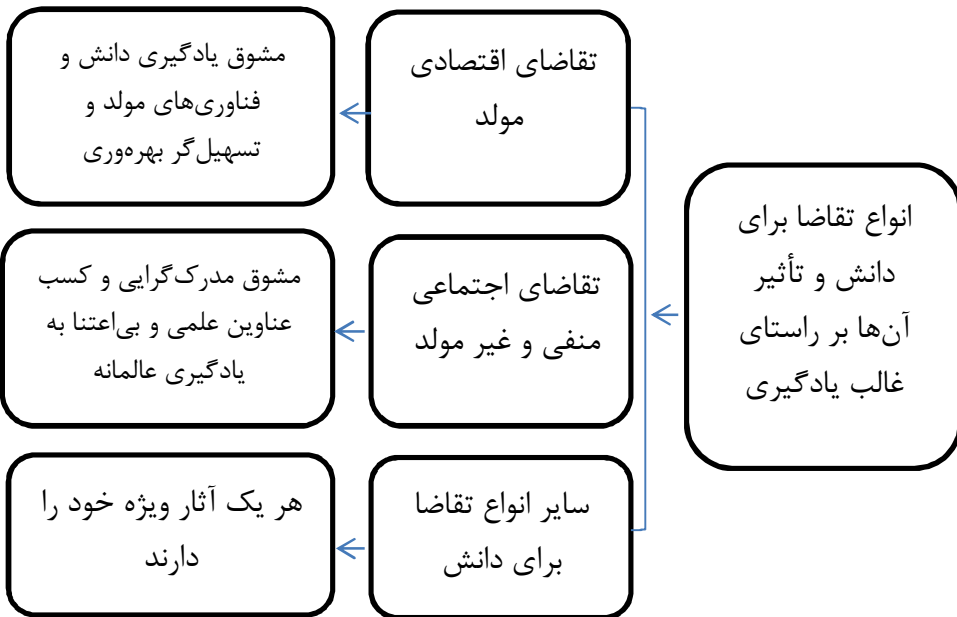 انواع تقاضا برای
دانش و تأثیر
آن‌ها بر راستای
غالب یادگیری
تقاضای اقتصادی
مولد
مشوق یادگیری دانش و
فناوری‌های مولد و
تسهیل‌گر بهره‌وری
تقاضای اجتماعی
منفی و غیر مولد
مشوق مدرک‌گرایی و کسب
عناوین علمی و بی‌اعتنا به
یادگیری عالمانه
سایر انواع تقاضا
برای دانش
هر یک آثار ویژه خود را
دارند